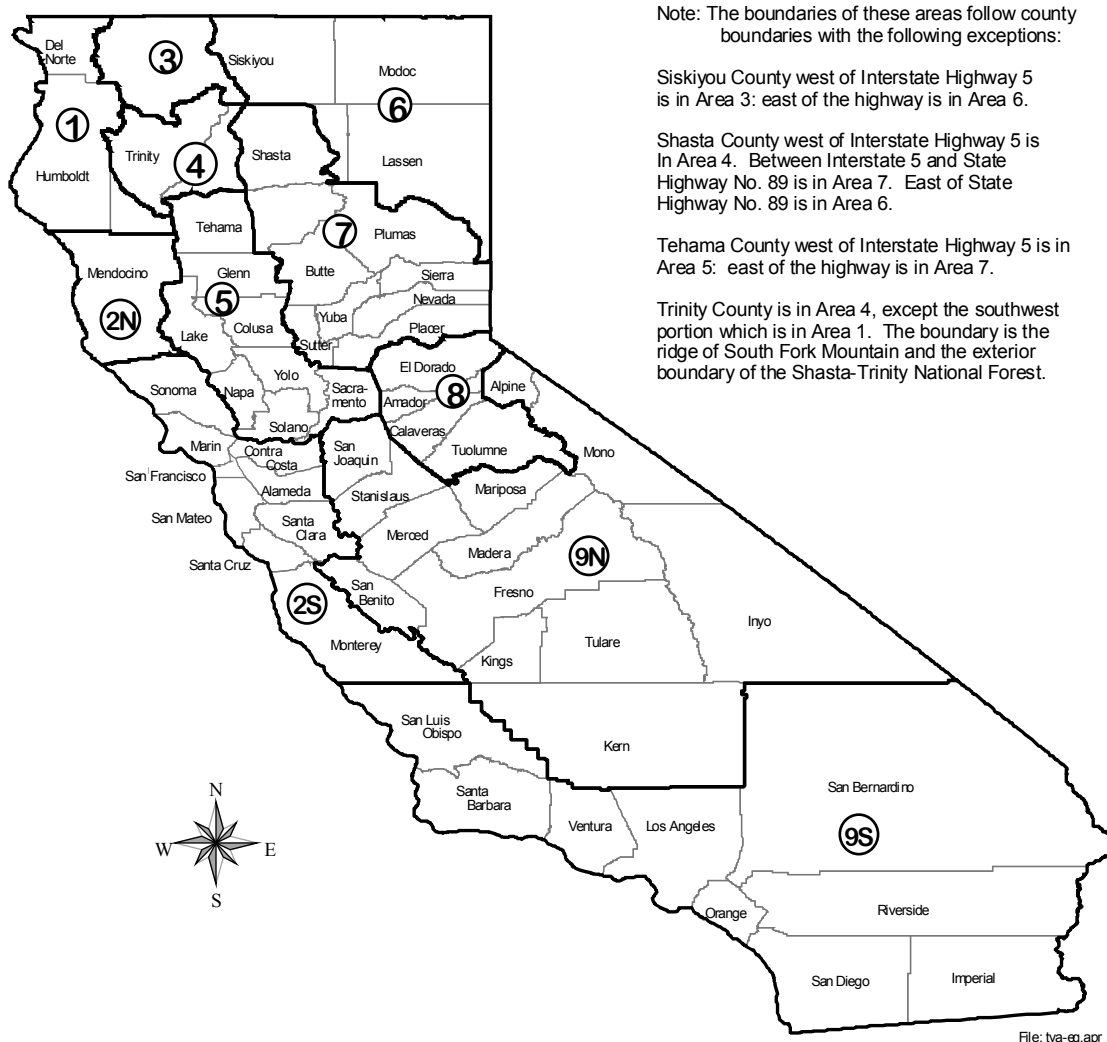 Note: The boundaries of these areas follow county
boundaries with the following exceptions:
Siskiyou County west of Interstate Highway 5
is in Area 3: east of the highway is in Area 6.
Shasta County west of Interstate Highway 5 is
In Area 4. Between Interstate 5 and State
Highway No. 89 is in Area 7. East of State
Highway No. 89 is in Area 6.
Tehama County west of Interstate Highway 5 is in
Area 5: east of the highway is in Area 7.
Trinity County is in Area 4, except the southwest
portion which is in Area 1. The boundary is the
ridge of South Fork Mountain and the exterior
boundary of the Shasta-Trinity National Forest.
Del
Norte
3
Siskiyou
Modoc
6
1
Trinity
4
Shasta
Lassen
Humboldt
Tehama
7
Plumas
Mendocino
Glenn
Butte
Sierra
5
Nevada
2N
Lake
Colusa
Yuba
Placer
Sutter
El Dorado
Sonoma
Napa
Yolo
Sacra-
mento
8
Alpine
Amador
Solano
Calaveras
Marin
Contra
Costa
San
Joaquin
Tuolumne
Mono
San Francisco
Alameda
Stanislaus
Mariposa
San Mateo
Santa
Clara
Merced
Madera
9N
Santa Cruz
San
Benito
Fresno
2S
Inyo
Monterey
Kings
Tulare
San Luis
Obispo
Kern
Santa
Barbara
San Bernardino
Ventura
Los Angeles
9S
N
W
E
S
Orange
Riverside
San Diego
Imperial
File: tva-eq.apr